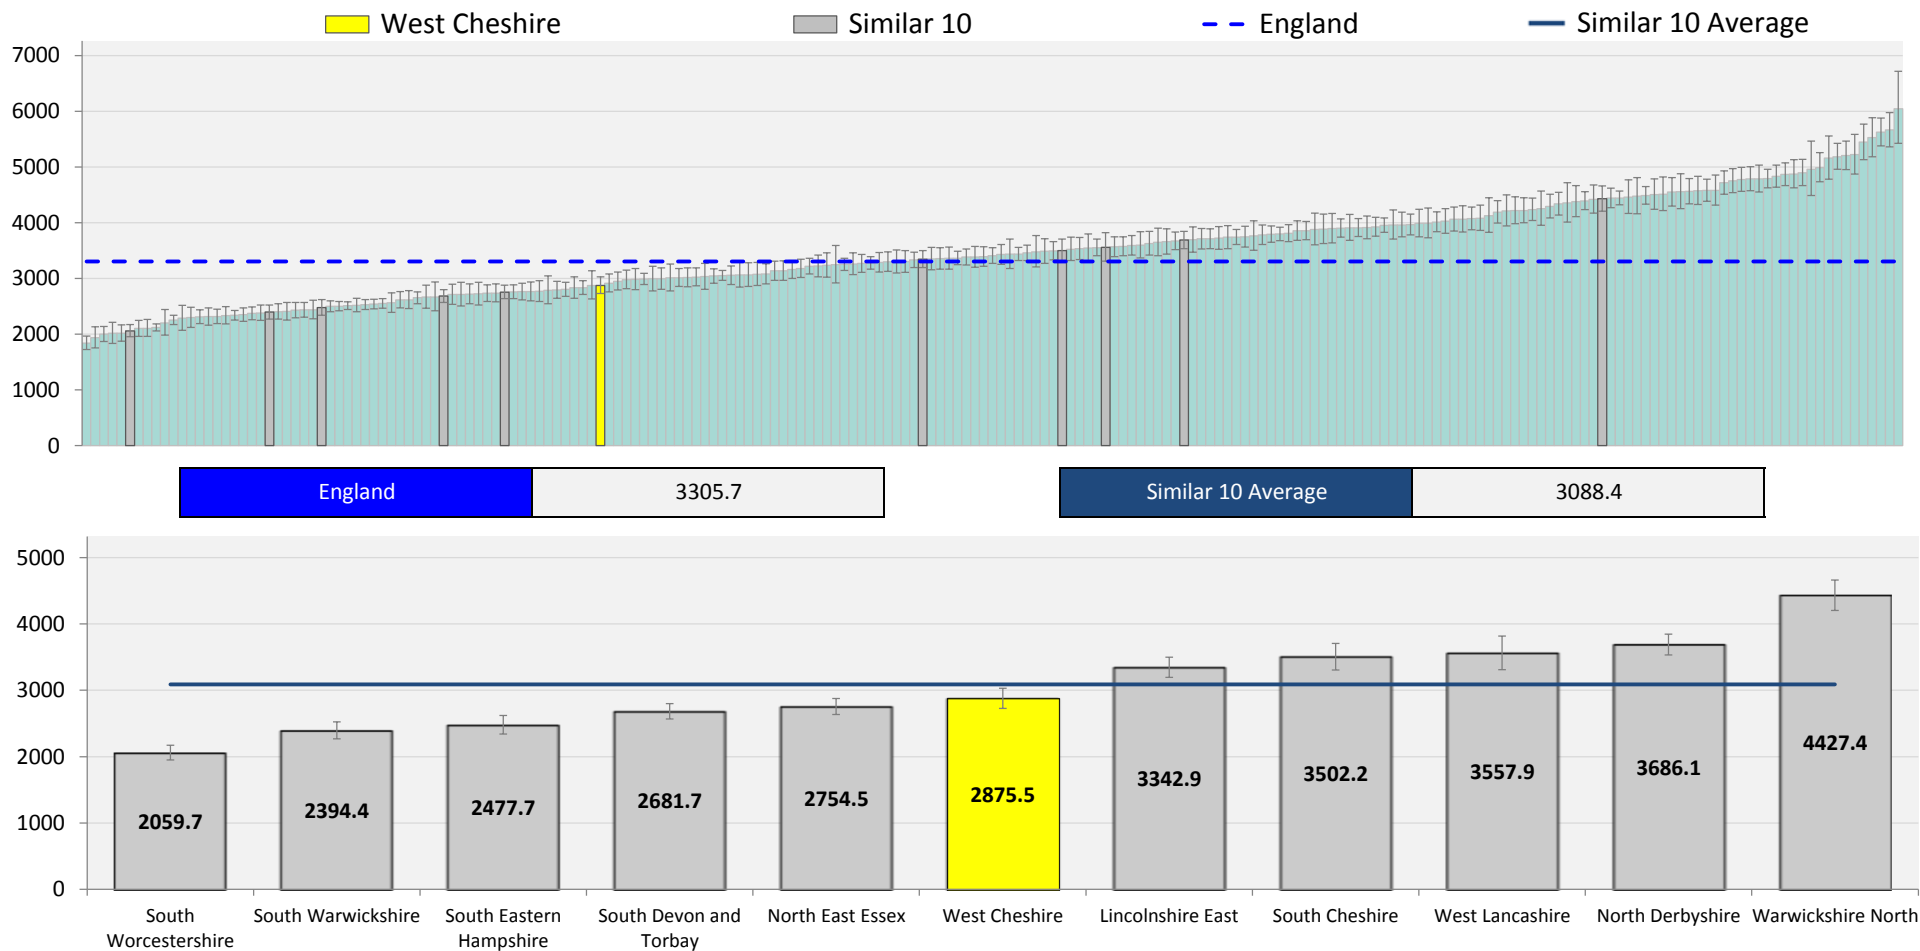 West Cheshire
Similar 10
England
Similar 10 Average
7000
6000
5000
4000
3000
2000
1000
0
England
3305.7
Similar 10 Average
3088.4
5000
4000
3000
2000
1000
0
2059.7
2394.4
2477.7
2681.7
2754.5
2875.5
3342.9
3502.2
3557.9
3686.1
4427.4
South
Worcestershire
South Warwickshire
South Eastern
Hampshire
South Devon and
Torbay
North East Essex
West Cheshire
Lincolnshire East
South Cheshire
West Lancashire
North Derbyshire
Warwickshire North